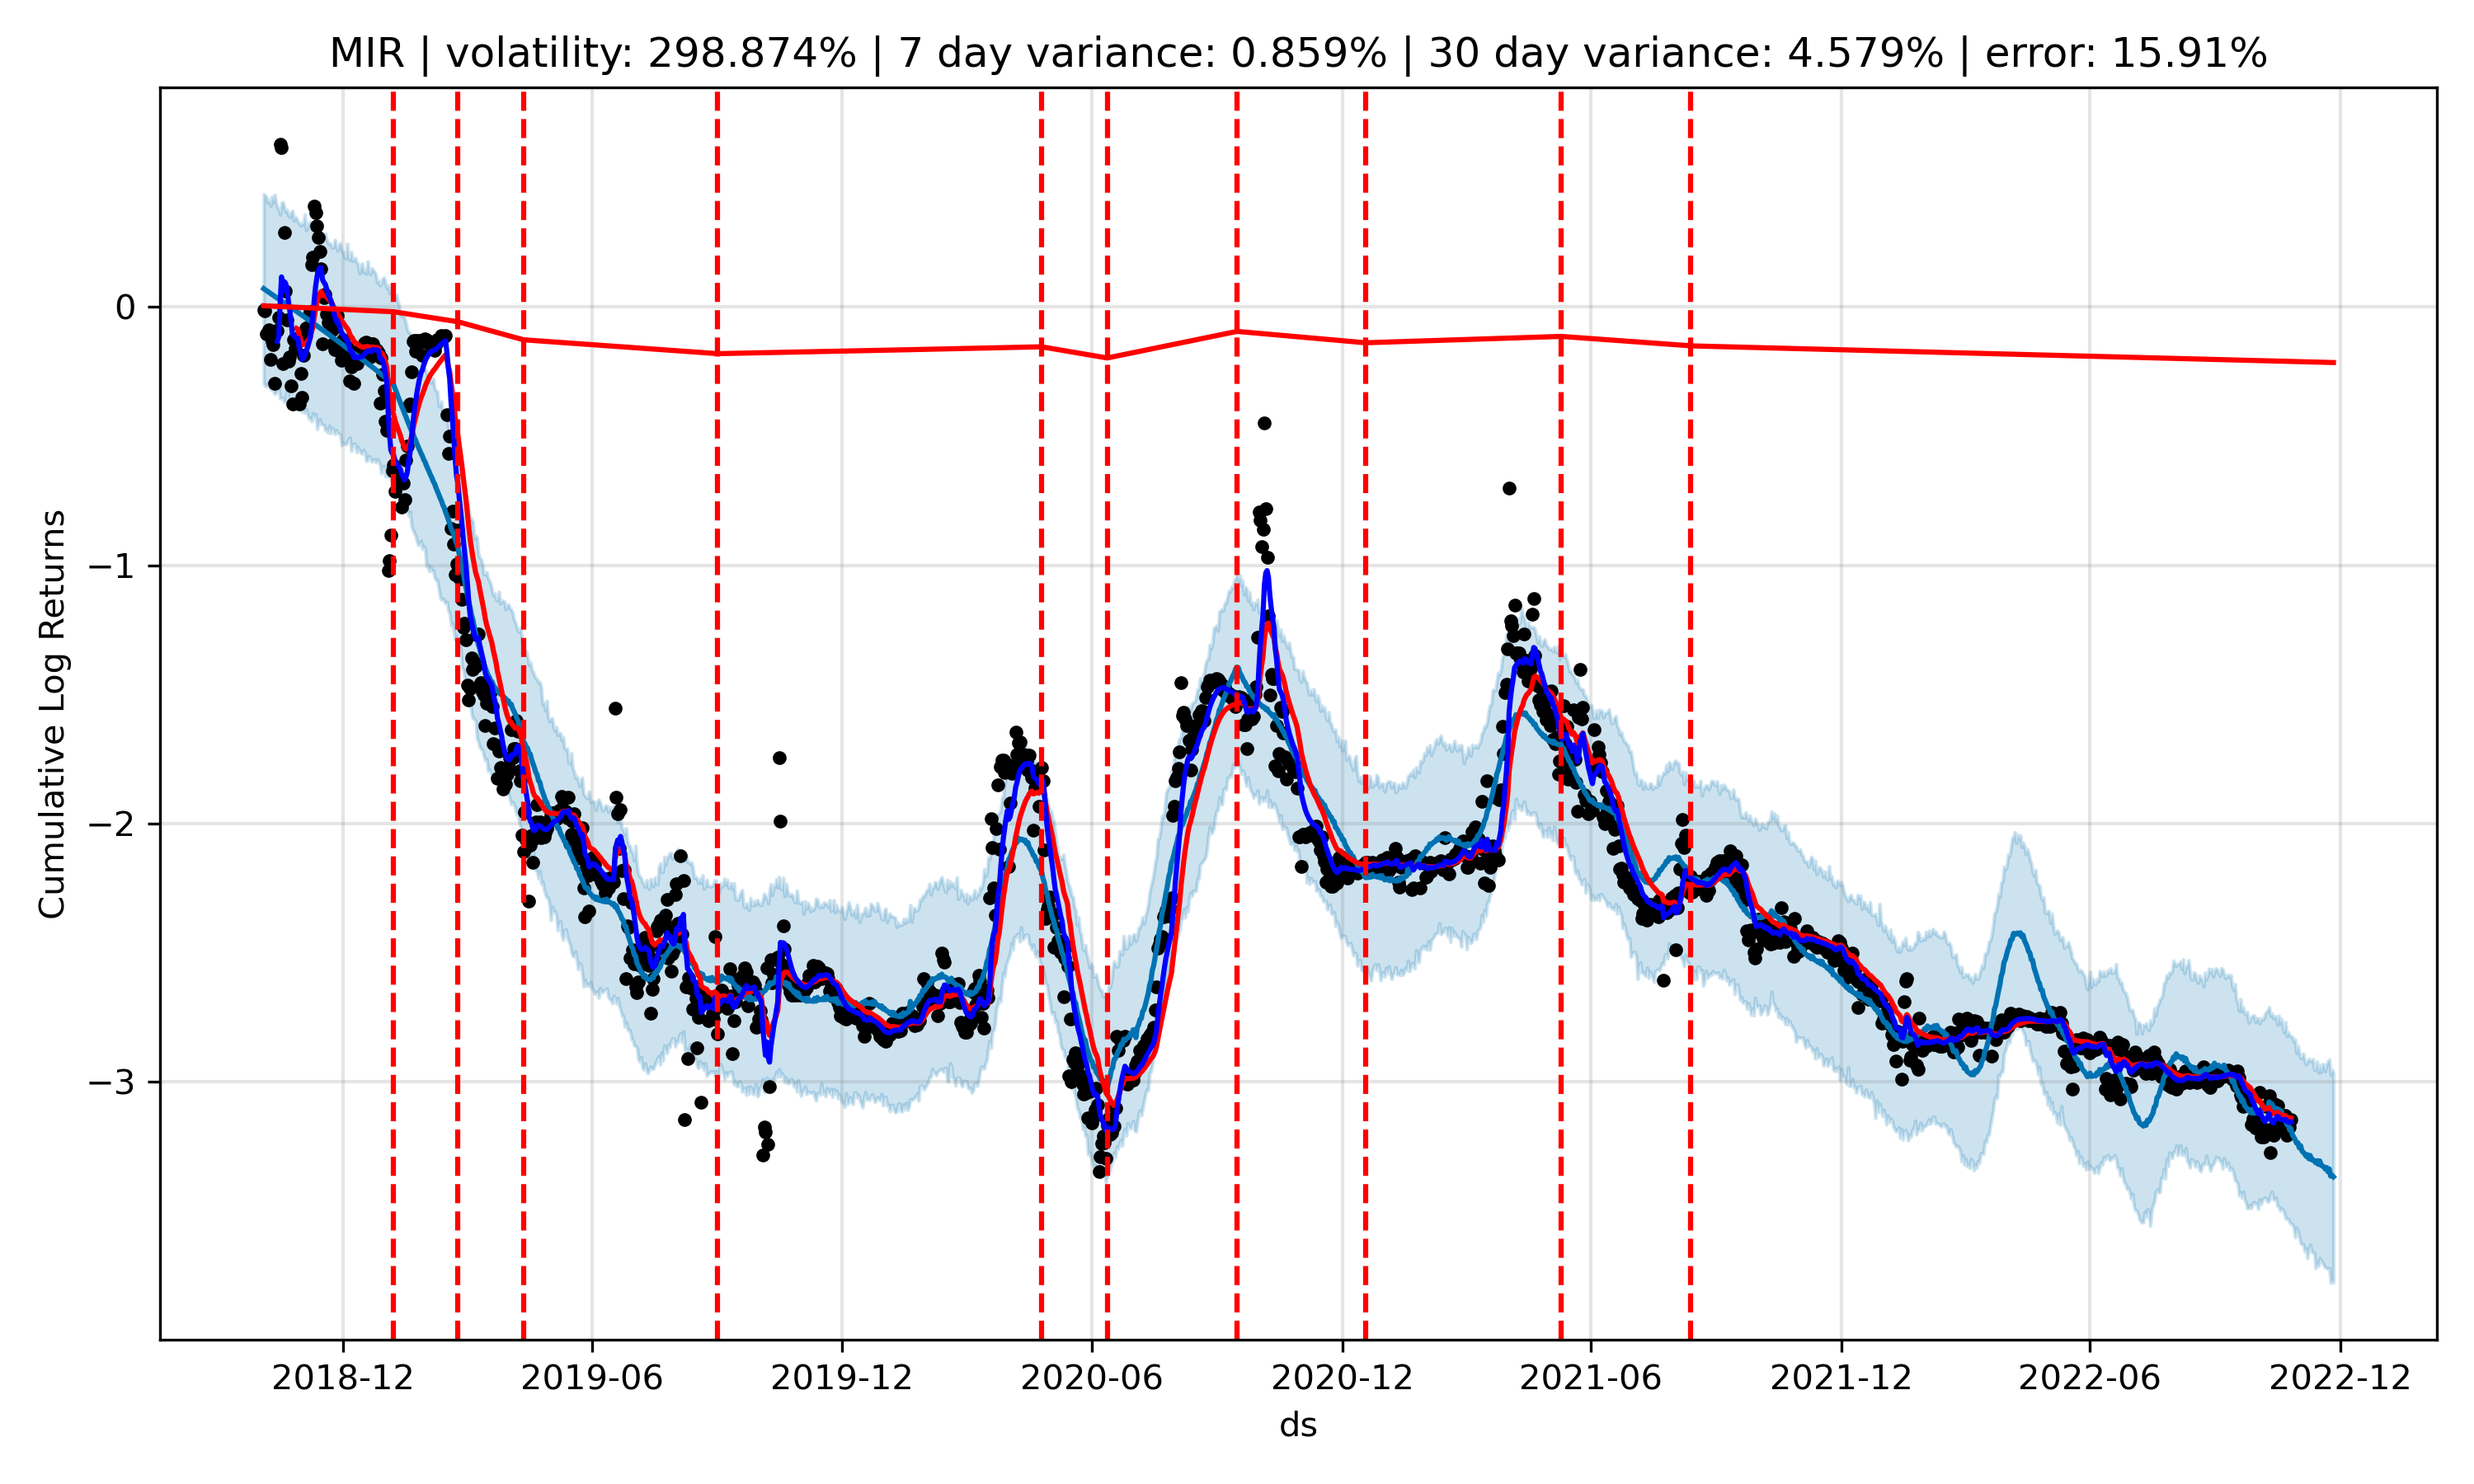 MIR | volatility: 298.874% | 7 day variance: 0.859% | 30 day variance: 4.579% | error: 15.91%
Cumulative Log Returns
0
−1
−2
−3
2018-12 2019-06 2019-12 2020-06 2020-12 2021-06 2021-12 2022-06 2022-12
ds